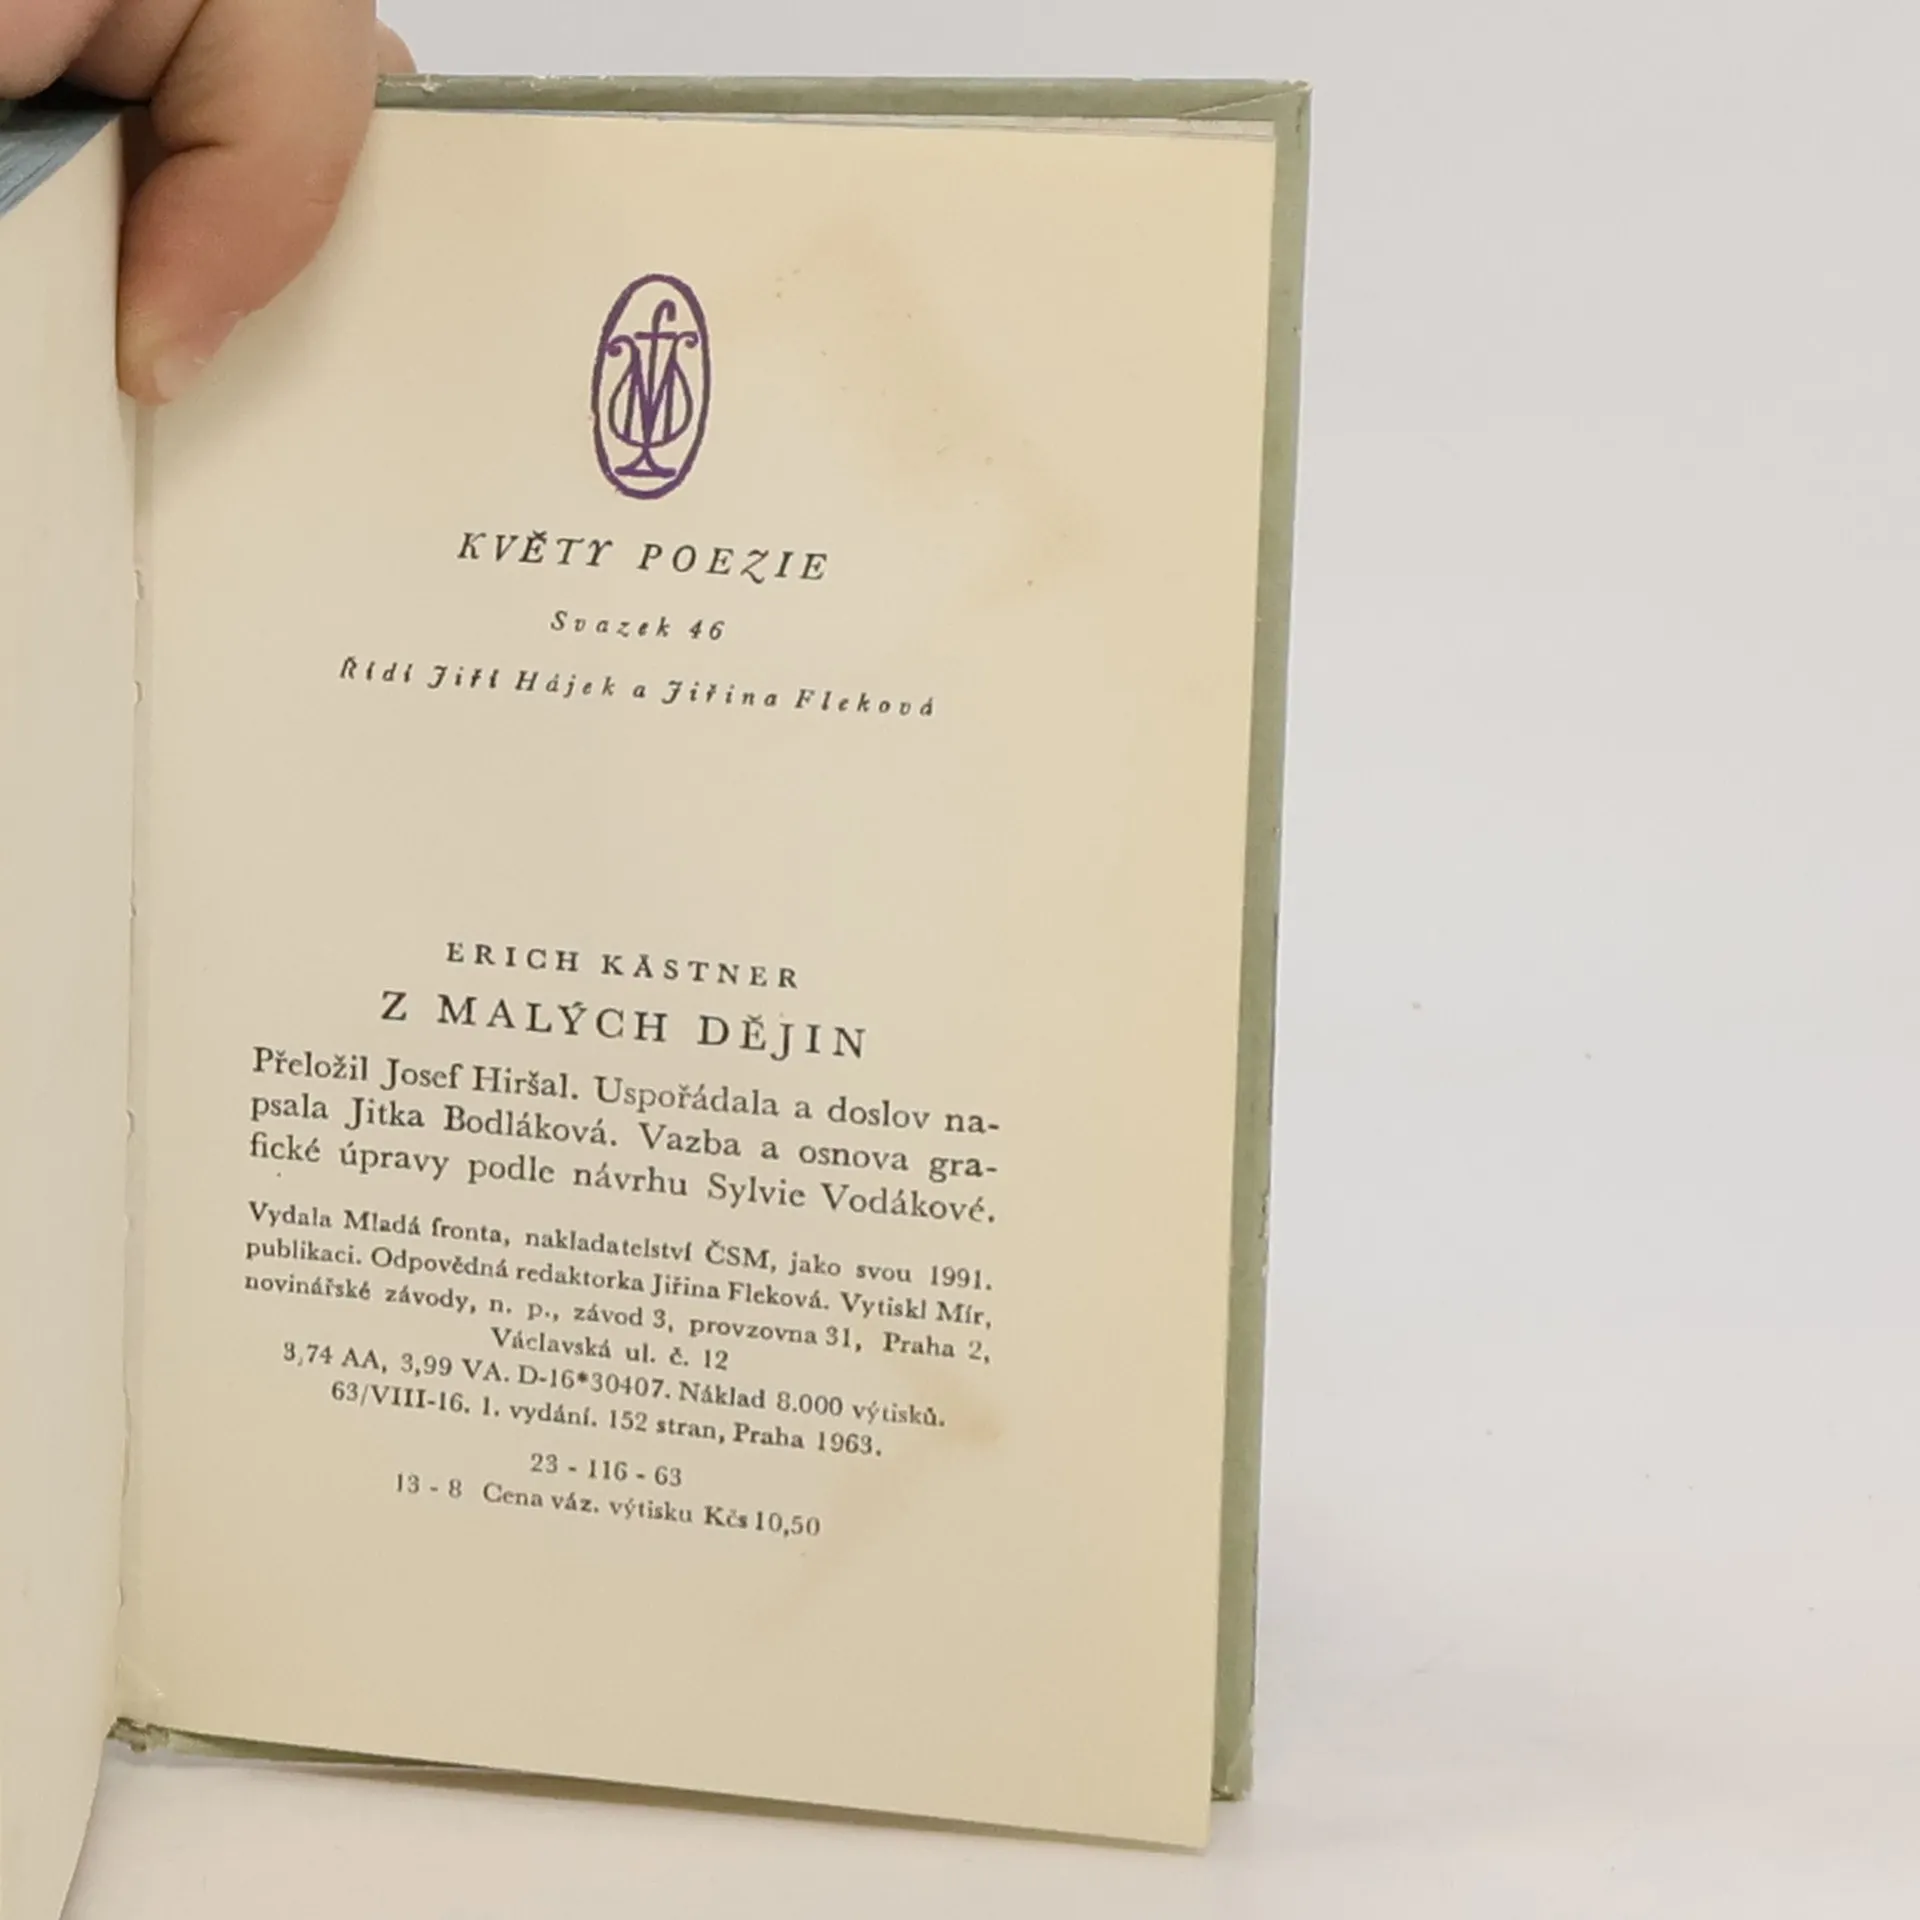 KVĚTY POEZIE
Svazek 46
Řídí Jiří Hájek a Jiřina Fleková
ERICH KÄSTNER
Z MALÝCH DĚJIN
Přeložil Josef Hiršal. Uspořádala a doslov na-
psala Jitka Bodláková. Vazba a osnova gra-
fické úpravy podle návrhu Sylvie Vodákové.
Vydala Mladá fronta, nakladatelství ČSM, jako svou 1991.
publikaci. Odpovědná redaktorka Jiřina Fleková. Vytiskl Mír,
novinářské závody, n. p., závod 3, provzovna 31, Praha 2,
Václavská ul. č. 12
3,74 AA, 3,99 VA. D-16*30407. Náklad 8.000 výtisků.
63/VIII-16. 1. vydání. 152 stran, Praha 1963.
23 - 116 - 63
13 - 8 Cena váz. výtisku Kčs 10,50